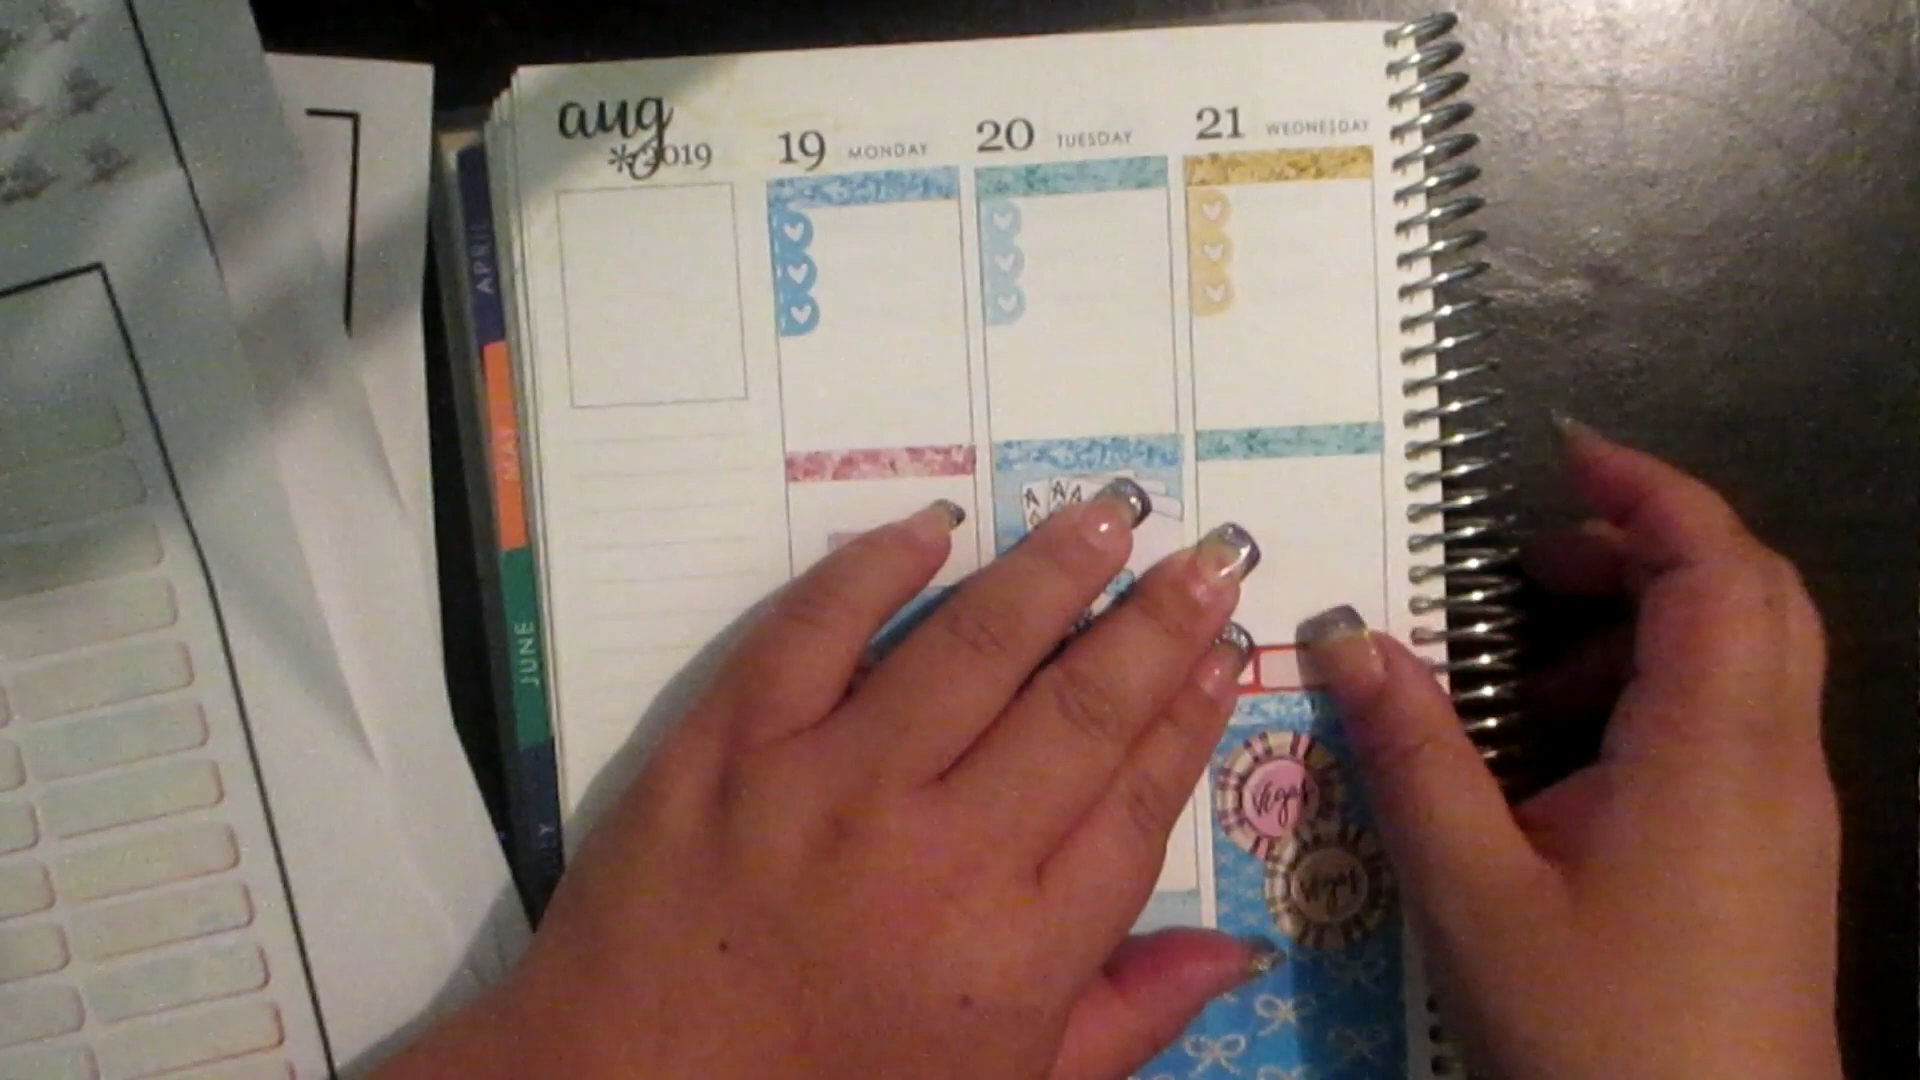 aug
2019
19 MONDAY
20 TUESDAY
21 WEDNESDAY
APRIL
MAY
JUNE
A A A
Vegas
Vegas